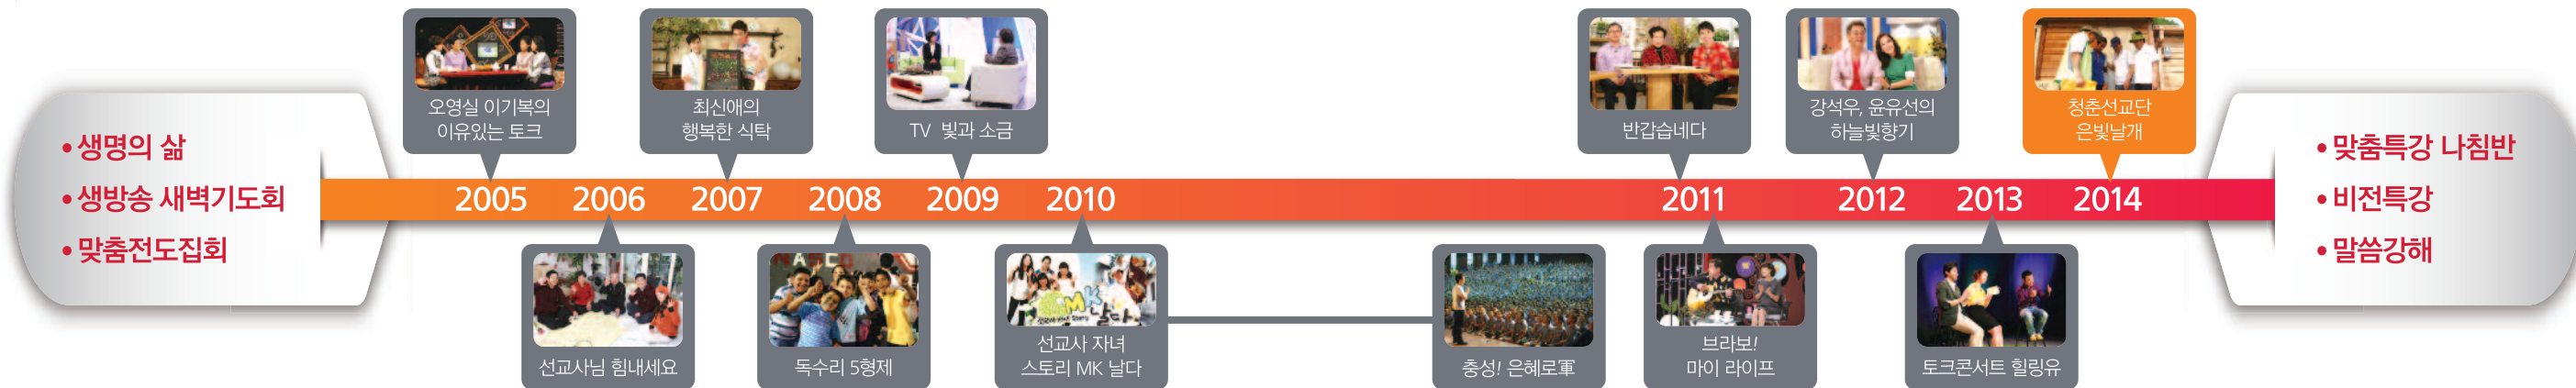 • 생명의 삶
• 생방송 새벽기도회
• 맞춤전도집회
오영실 이기복의
이유있는 토크
최신애의
행복한 식탁
TV 빛과 소금
반갑습네다
강석우, 윤유선의
하늘빛향기
청춘선교단
은빛날개
2005 2006 2007 2008 2009 2010 2011 2012 2013 2014
선교사님 힘내세요
독수리 5형제
MK
날다
선교사 자녀
스토리 MK 날다
충성! 은혜로軍
브라보!
마이 라이프
토크콘서트 힐링유
• 맞춤특강 나침반
• 비전특강
• 말씀강해